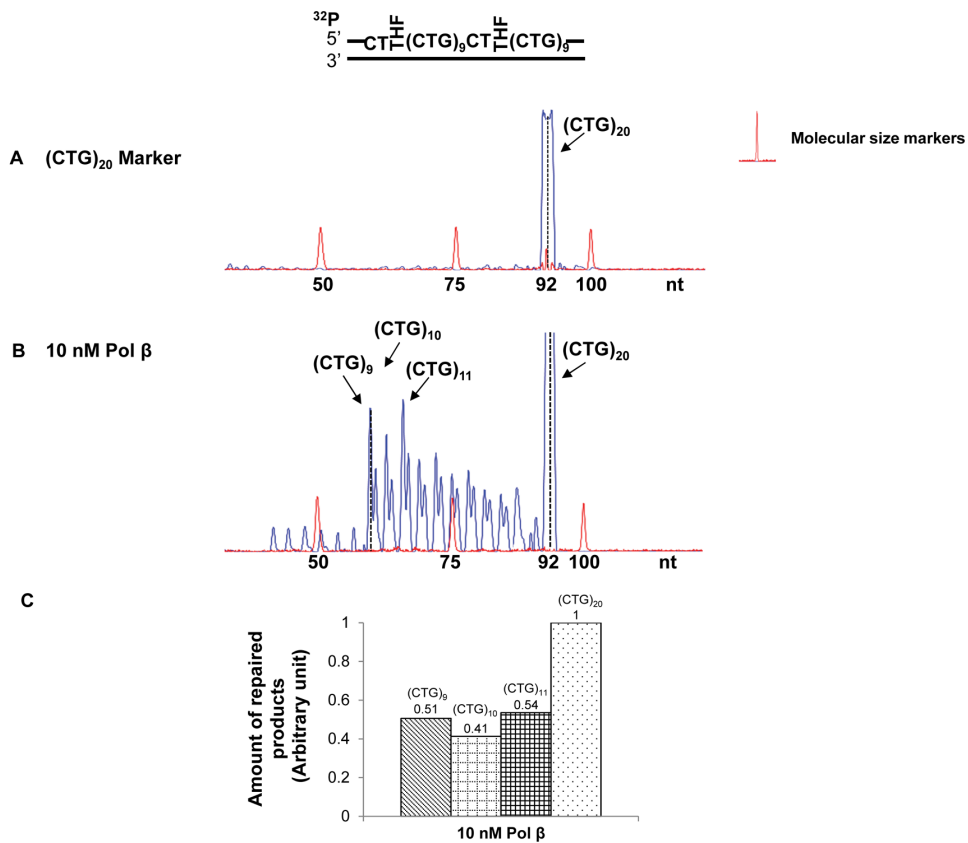 ³²P
5' CT THF (CTG)₉CT THF (CTG)₉
3'
A (CTG)₂₀ Marker
(CTG)₂₀
Molecular size markers
50 75 92 100 nt
B 10 nM Pol β
(CTG)₁₀
(CTG)₉
(CTG)₁₁
(CTG)₂₀
50 75 92 100 nt
C
Amount of repaired
products
(Arbitrary unit)
1
0.8
0.6
0.4
0.2
0
(CTG)₉
0.51
(CTG)₁₀
0.41
(CTG)₁₁
0.54
(CTG)₂₀
1
10 nM Pol β